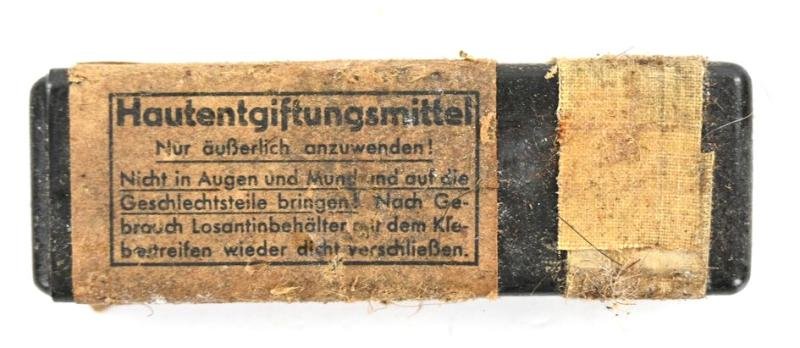 Hautentgiftungsmittel
Nur äußerlich anzuwenden!
Nicht in Augen und Mund und auf die
Geschlechtsteile bringen! Nach Ge-
brauch Losantinbehälter mit dem Kle-
bestreifen wieder dicht verschließen.